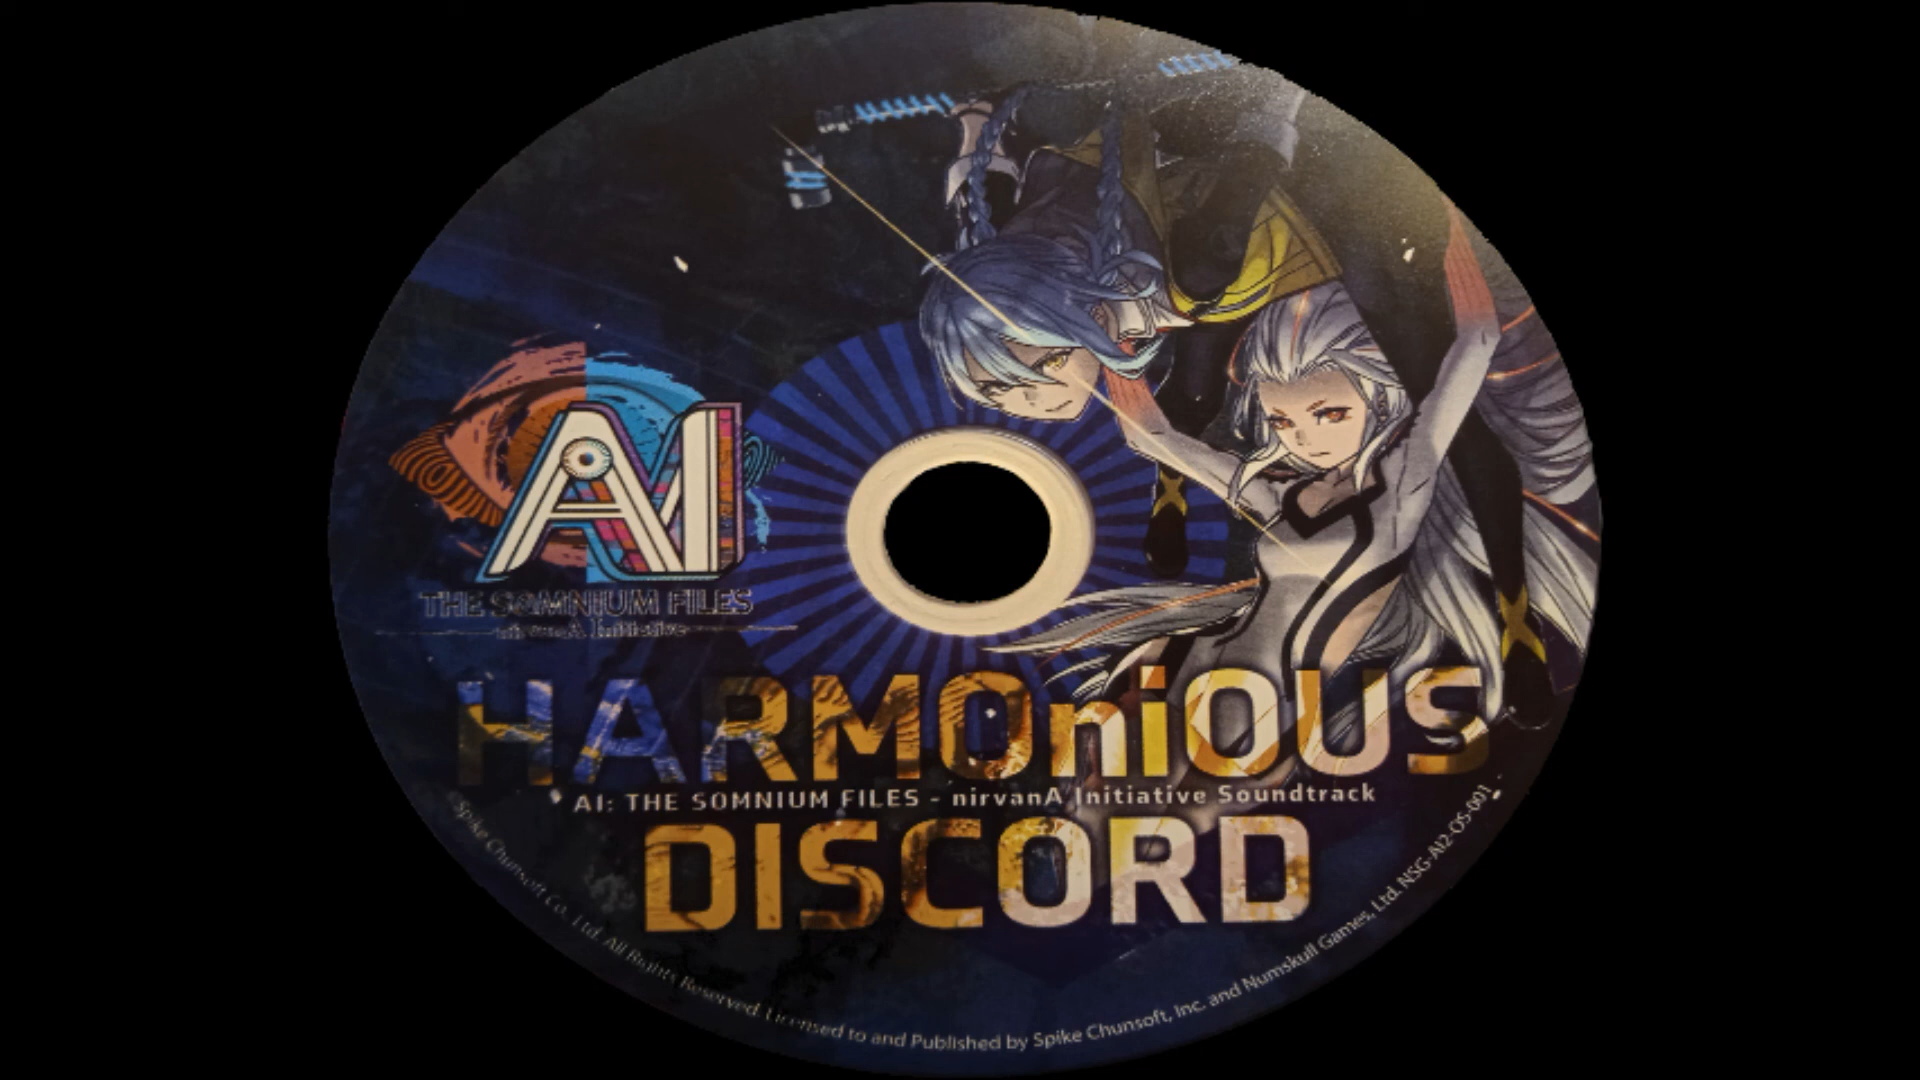 AI
THE SOMNIUM FILES
nirvanA Initiative
HARMOniOUS
AI: THE SOMNIUM FILES - nirvanA Initiative Soundtrack
DISCORD
Spike Chunsoft Co., Ltd. All Rights Reserved. Licensed to and Published by Spike Chunsoft, Inc. and Numskull Games, Ltd. NSG-AI2-OS-001